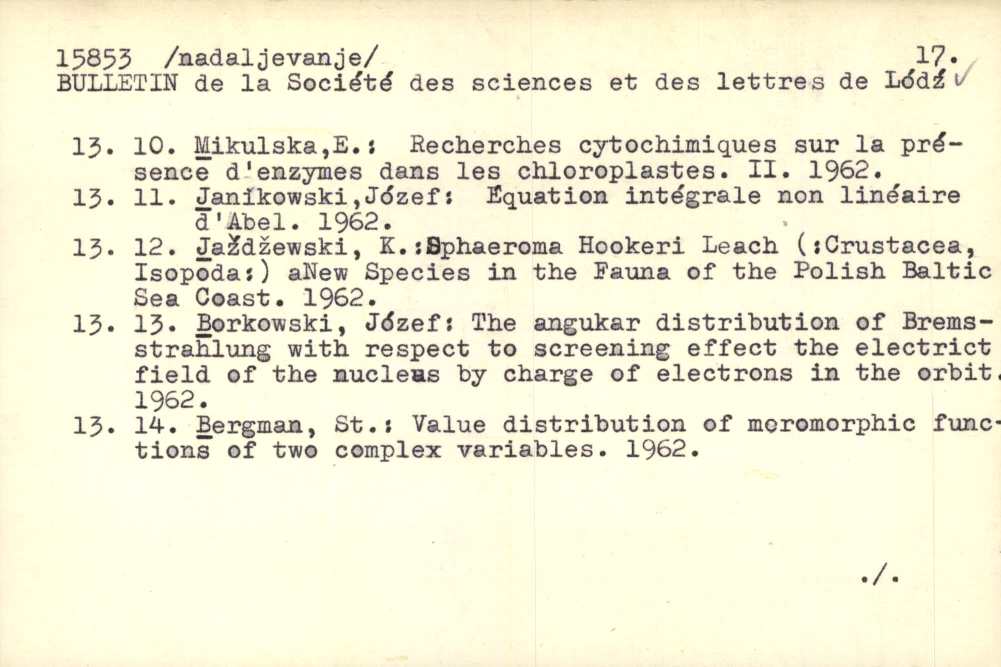 15853 /nadaljevanje/ 17.
BULLETIN de la Société des sciences et des lettres de Lódź ✓
13. 10. Mikulska,E.: Recherches cytochimiques sur la pré-
sence d'enzymes dans les chloroplastes. II. 1962.
13. 11. Janikowski,Józef: Équation intégrale non linéaire
d'Abel. 1962.
13. 12. Jaždžewski, K.:Sphaeroma Hookeri Leach (:Crustacea,
Isopoda:) aNew Species in the Fauna of the Polish Baltic
Sea Coast. 1962.
13. 13. Borkowski, Józef: The angukar distribution of Brems-
strahlung with respect to screening effect the electrict
field of the nucleus by charge of electrons in the orbit.
1962.
13. 14. Bergman, St.: Value distribution of meromorphic func-
tions of two complex variables. 1962.
./.